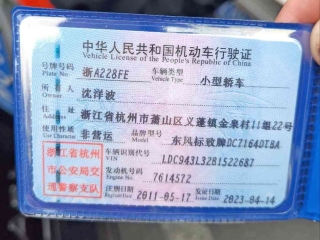 中华人民共和国机动车行驶证
Vehicle License of the People's Republic of China
号牌号码 浙A228FE 车辆类型 小型轿车
Plate No. Vehicle Type
所有人 沈洋波
Owner
住址 浙江省杭州市萧山区义蓬镇金泉村11组22号
Address
使用性质 非营运 品牌型号 东风标致牌DC7164DTBA
Use Character Model
浙江省杭州 车辆识别代号 LDC943L32B1522687
VIN
市公安局交 发动机号码 7614572
Engine No.
通警察支队 注册日期 2011-05-17 发证日期 2023-04-14
Register Date Issue Date